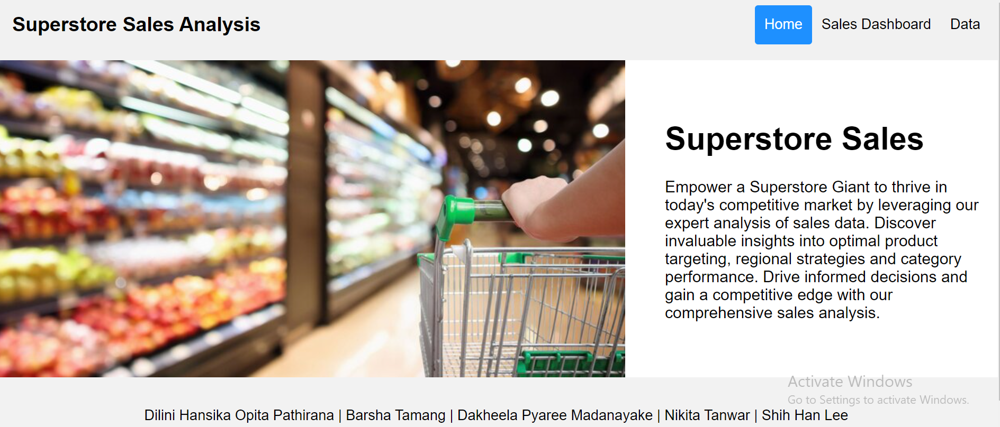 Superstore Sales Analysis
Home Sales Dashboard Data
Superstore Sales
Empower a Superstore Giant to thrive in
today's competitive market by leveraging our
expert analysis of sales data. Discover
invaluable insights into optimal product
targeting, regional strategies and category
performance. Drive informed decisions and
gain a competitive edge with our
comprehensive sales analysis.
Activate Windows
Go to Settings to activate Windows.
Dilini Hansika Opita Pathirana | Barsha Tamang | Dakheela Pyaree Madanayake | Nikita Tanwar | Shih Han Lee